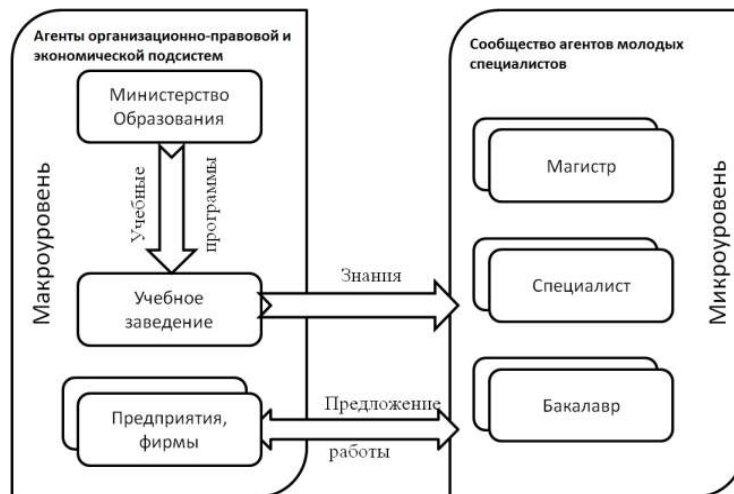 Агенты организационно-правовой и
экономической подсистем
Министерство
Образования
Учебные
программы
Макроуровень
Учебное
заведение
Предприятия,
фирмы
Знания
Предложение
работы
Сообщество агентов молодых
специалистов
Магистр
Специалист
Бакалавр
Микроуровень